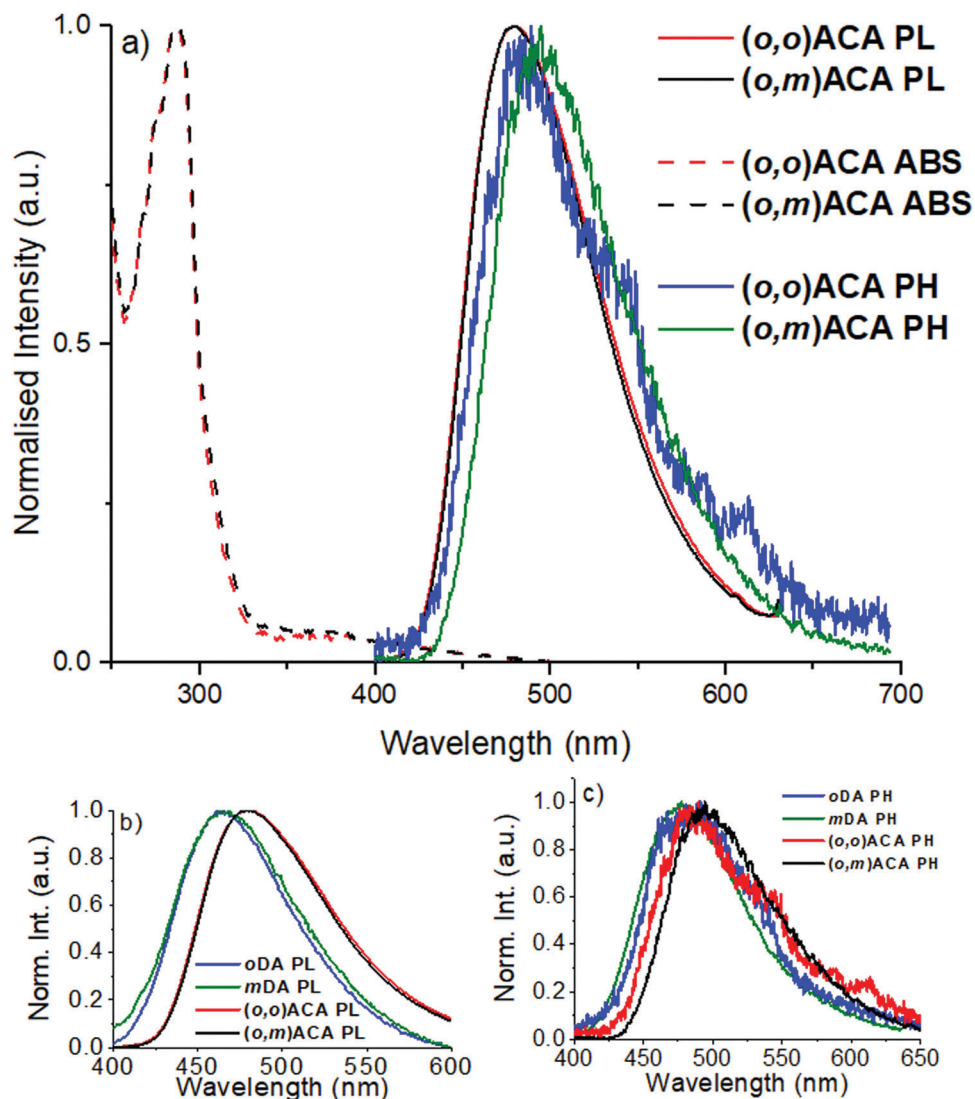 a)
1.0
0.5
0.0
Normalised Intensity (a.u.)
(o,o)ACA PL
(o,m)ACA PL
(o,o)ACA ABS
(o,m)ACA ABS
(o,o)ACA PH
(o,m)ACA PH
300 400 500 600 700
Wavelength (nm)
b)
1.0
0.8
0.6
0.4
0.2
0.0
Norm. Int. (a.u.)
oDA PL
mDA PL
(o,o)ACA PL
(o,m)ACA PL
400 450 500 550 600
Wavelength (nm)
c)
1.0
0.8
0.6
0.4
0.2
0.0
Norm. Int. (a.u.)
oDA PH
mDA PH
(o,o)ACA PH
(o,m)ACA PH
400 450 500 550 600 650
Wavelength (nm)